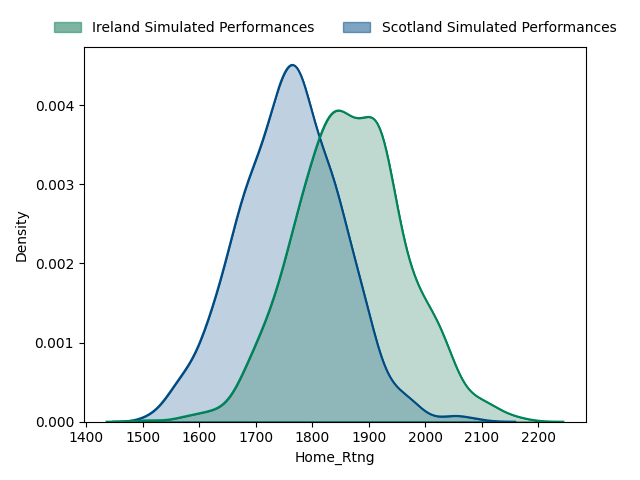 Ireland Simulated Performances Scotland Simulated Performances
0.004
0.003
0.002
0.001
0.000
Density
1400 1500 1600 1700 1800 1900 2000 2100 2200
Home_Rtng